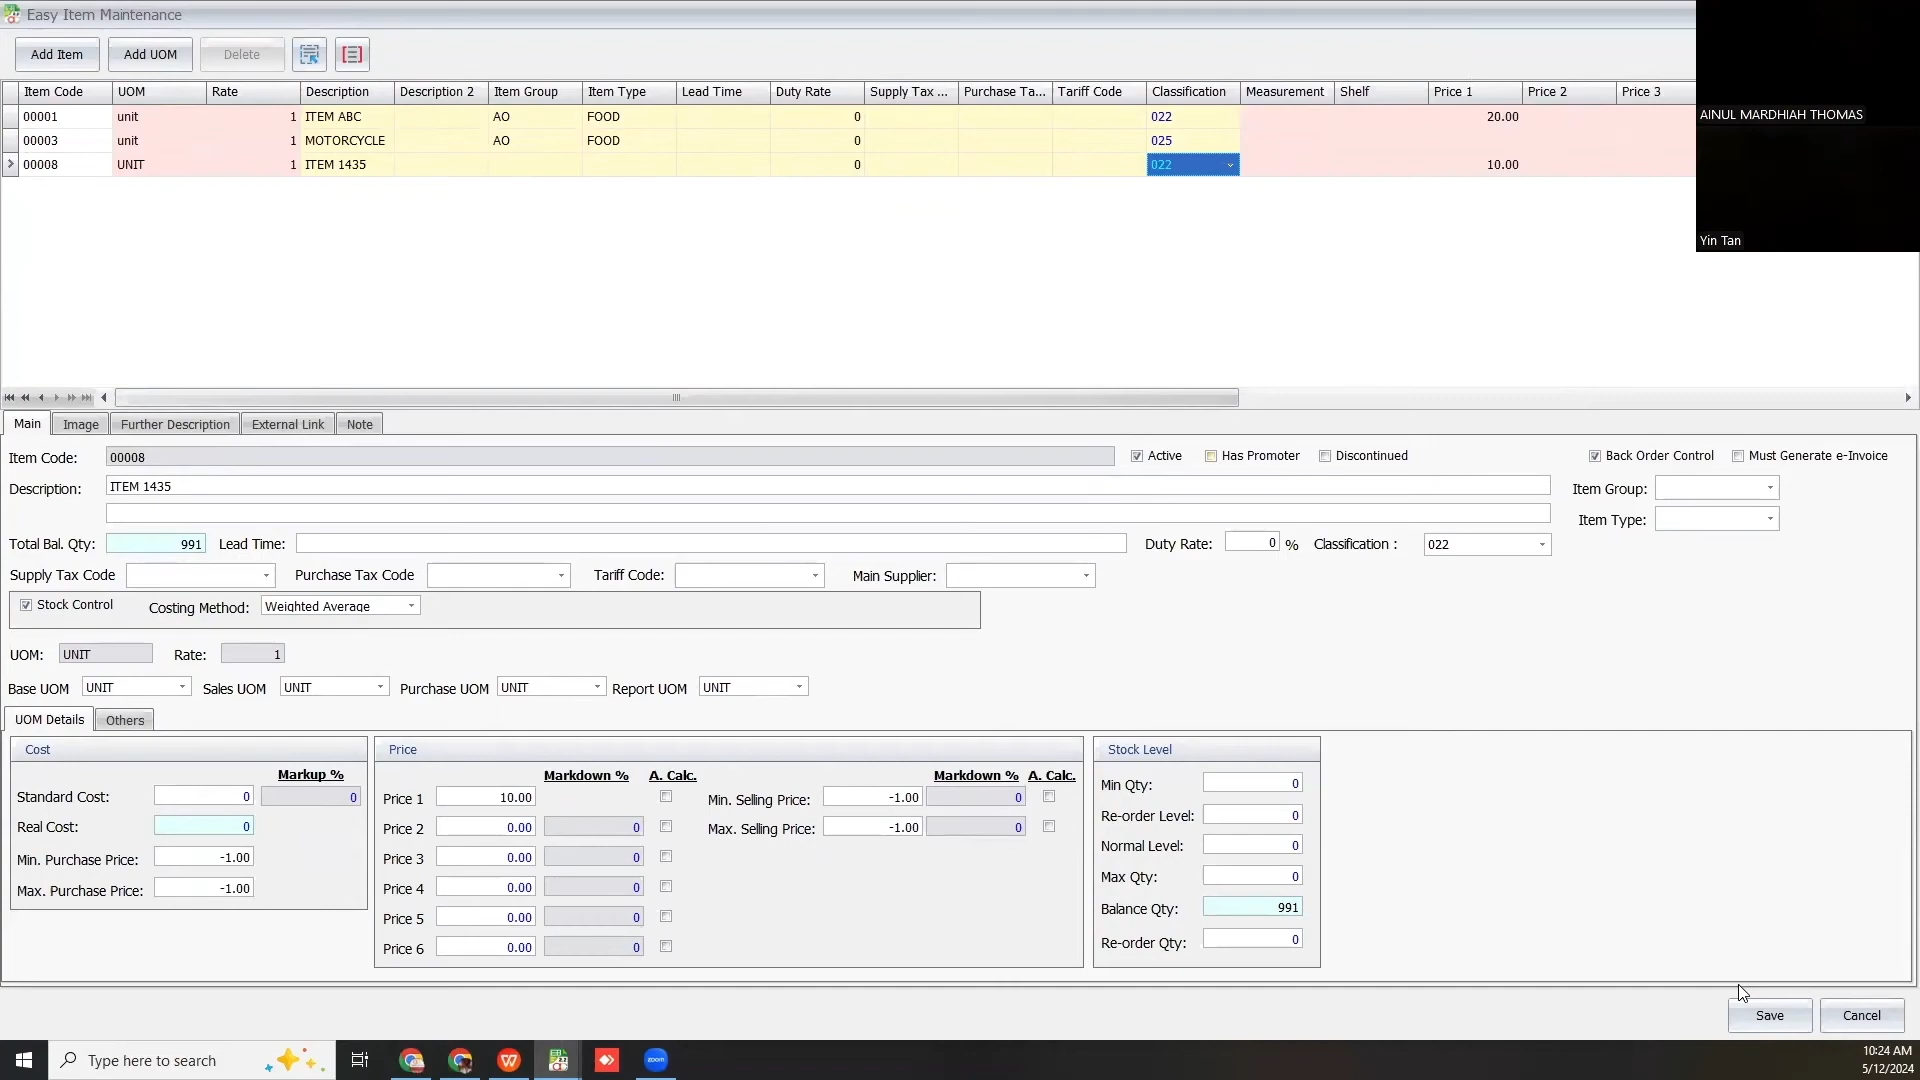 Easy Item Maintenance
Add Item Add UOM Delete
Item Code UOM Rate Description Description 2 Item Group Item Type Lead Time Duty Rate Supply Tax ... Purchase Ta... Tariff Code Classification Measurement Shelf Price 1 Price 2 Price 3
00001 unit 1 ITEM ABC AO FOOD 0 022 20.00
AINUL MARDHIAH THOMAS
00003 unit 1 MOTORCYCLE AO FOOD 0 025
00008 UNIT 1 ITEM 1435 0 022 10.00
Yin Tan
Main Image Further Description External Link Note
Item Code: 00008 Active Has Promoter Discontinued Back Order Control Must Generate e-Invoice
Description: ITEM 1435 Item Group:
Item Type:
Total Bal. Qty: 991 Lead Time: Duty Rate: 0 % Classification : 022
Supply Tax Code Purchase Tax Code Tariff Code: Main Supplier:
Stock Control Costing Method: Weighted Average
UOM: UNIT Rate: 1
Base UOM UNIT Sales UOM UNIT Purchase UOM UNIT Report UOM UNIT
UOM Details Others
Cost Price Stock Level
Markup % Markdown % A. Calc. Markdown % A. Calc.
Standard Cost: 0 0 Price 1 10.00 Min. Selling Price: -1.00 0 Min Qty: 0
Real Cost: 0 Price 2 0.00 0 Max. Selling Price: -1.00 0 Re-order Level: 0
Min. Purchase Price: -1.00 Price 3 0.00 0 Normal Level: 0
Max. Purchase Price: -1.00 Price 4 0.00 0 Max Qty: 0
Price 5 0.00 0 Balance Qty: 991
Price 6 0.00 0 Re-order Qty: 0
Save Cancel
Type here to search zoom 10:24 AM
5/12/2024